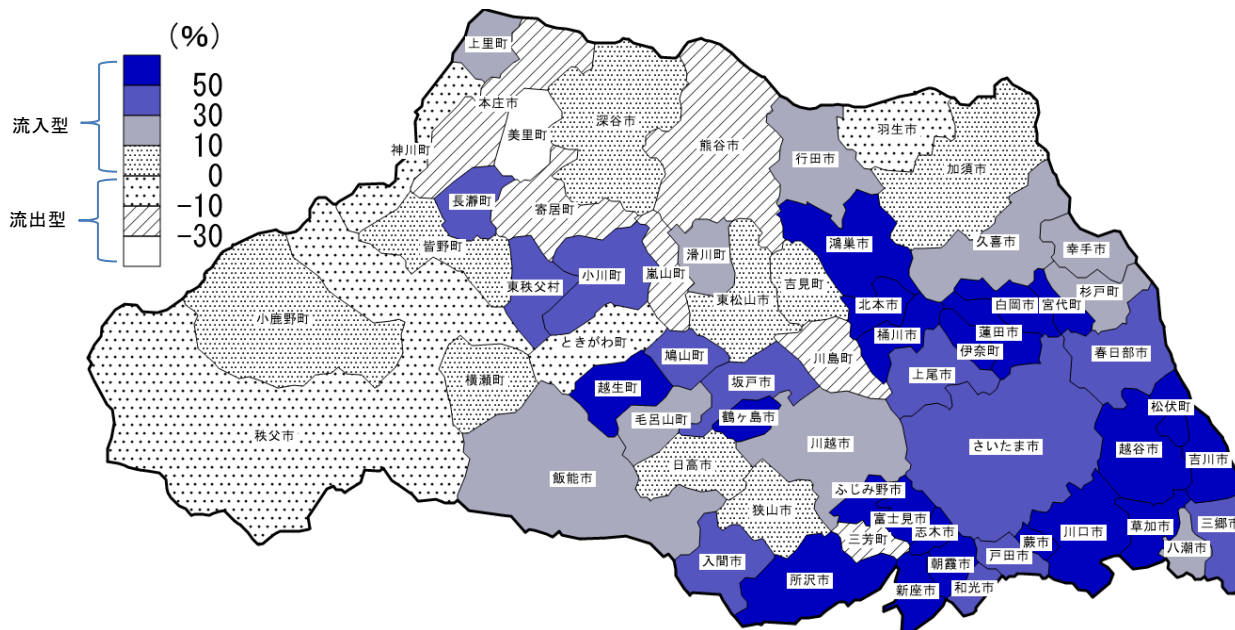 (%)
50
30
10
0
-10
-30
流入型
流出型
上里町
本庄市
美里町
神川町
深谷市
熊谷市
羽生市
行田市
加須市
長瀞町
寄居町
皆野町
滑川町
嵐山町
小川町
東秩父村
東松山市
吉見町
鴻巣市
久喜市
幸手市
杉戸町
北本市
白岡市
宮代町
小鹿野町
桶川市
蓮田市
伊奈町
春日部市
ときがわ町
鳩山町
川島町
上尾市
横瀬町
越生町
坂戸市
毛呂山町
鶴ヶ島市
松伏町
秩父市
川越市
さいたま市
越谷市
吉川市
飯能市
日高市
ふじみ野市
狭山市
富士見市
志木市
三芳町
川口市
草加市
三郷市
八潮市
蕨市
戸田市
入間市
朝霞市
所沢市
新座市
和光市